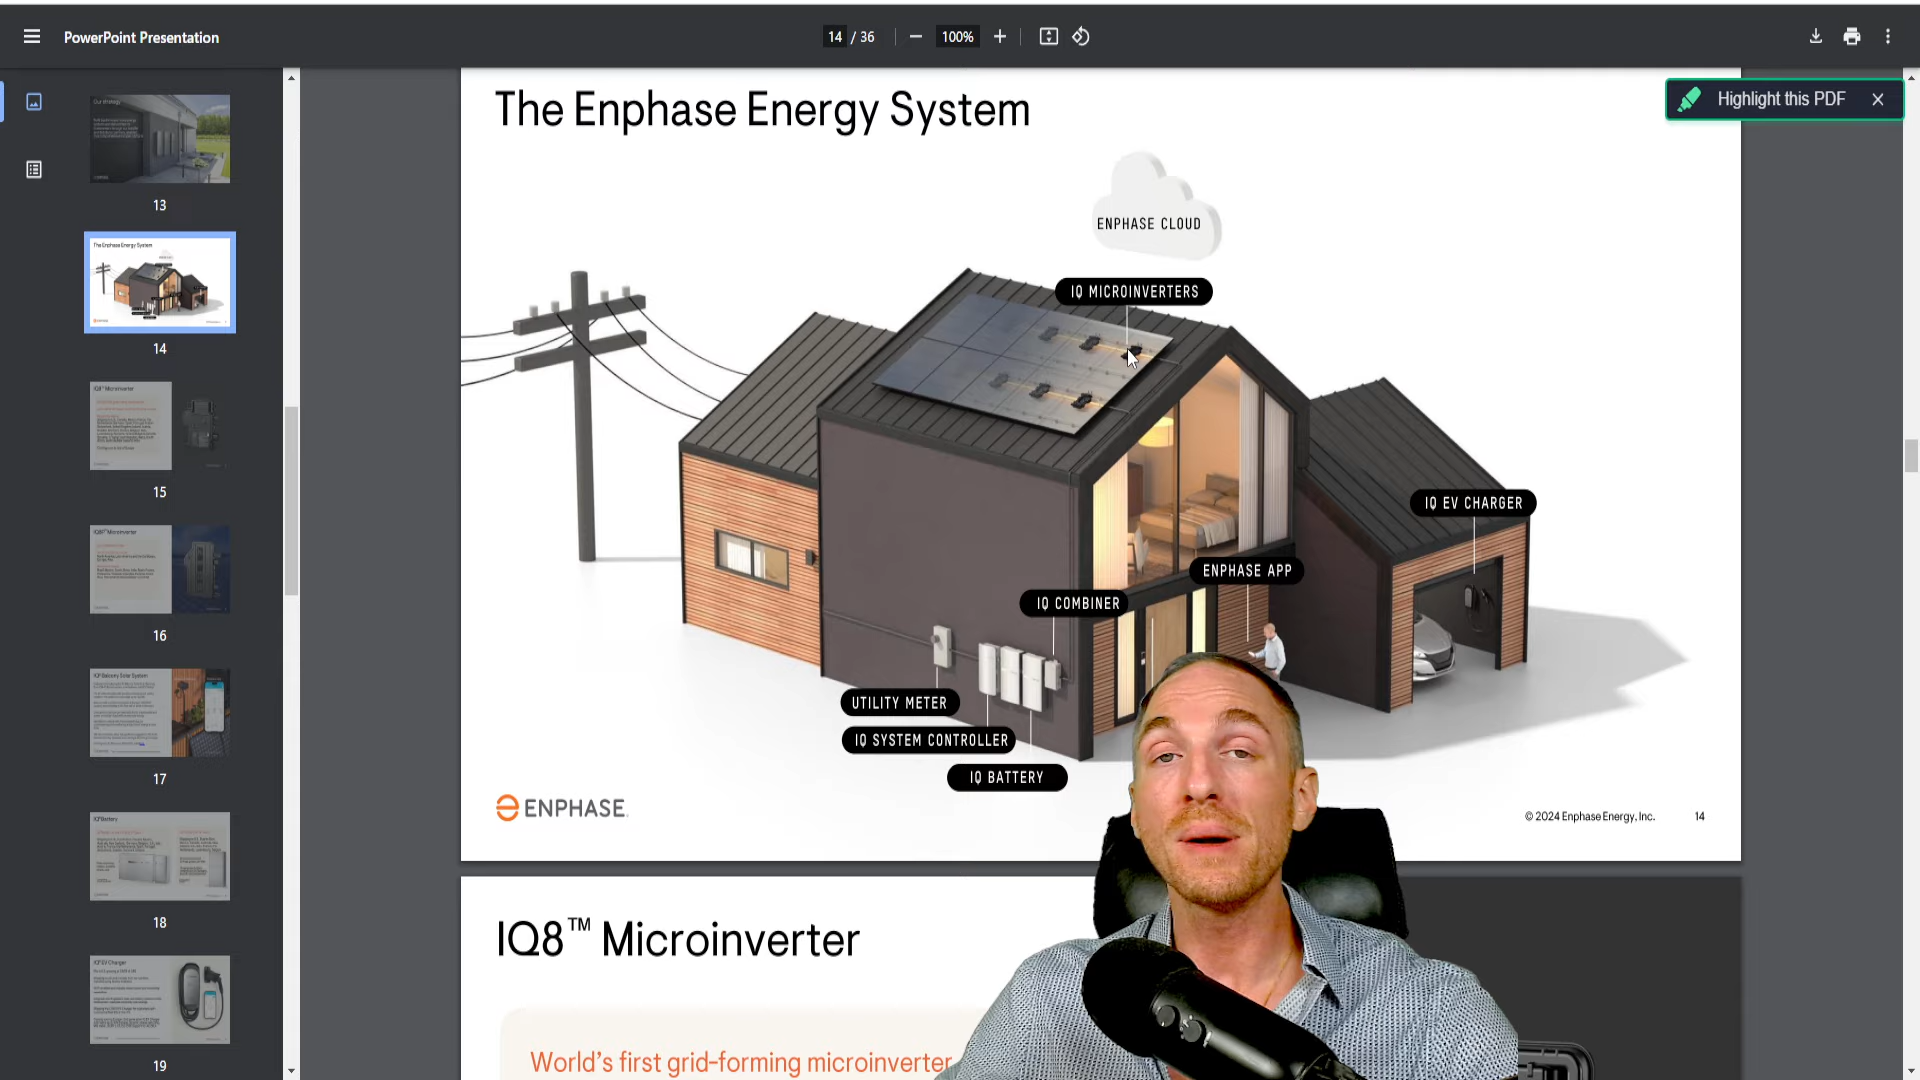 PowerPoint Presentation
14 / 36
100%
Highlight this PDF
13
14
15
16
17
18
19
The Enphase Energy System
ENPHASE CLOUD
IQ MICROINVERTERS
IQ EV CHARGER
ENPHASE APP
IQ COMBINER
UTILITY METER
IQ SYSTEM CONTROLLER
IQ BATTERY
ENPHASE.
© 2024 Enphase Energy, Inc. 14
IQ8™ Microinverter
World's first grid-forming microinverter